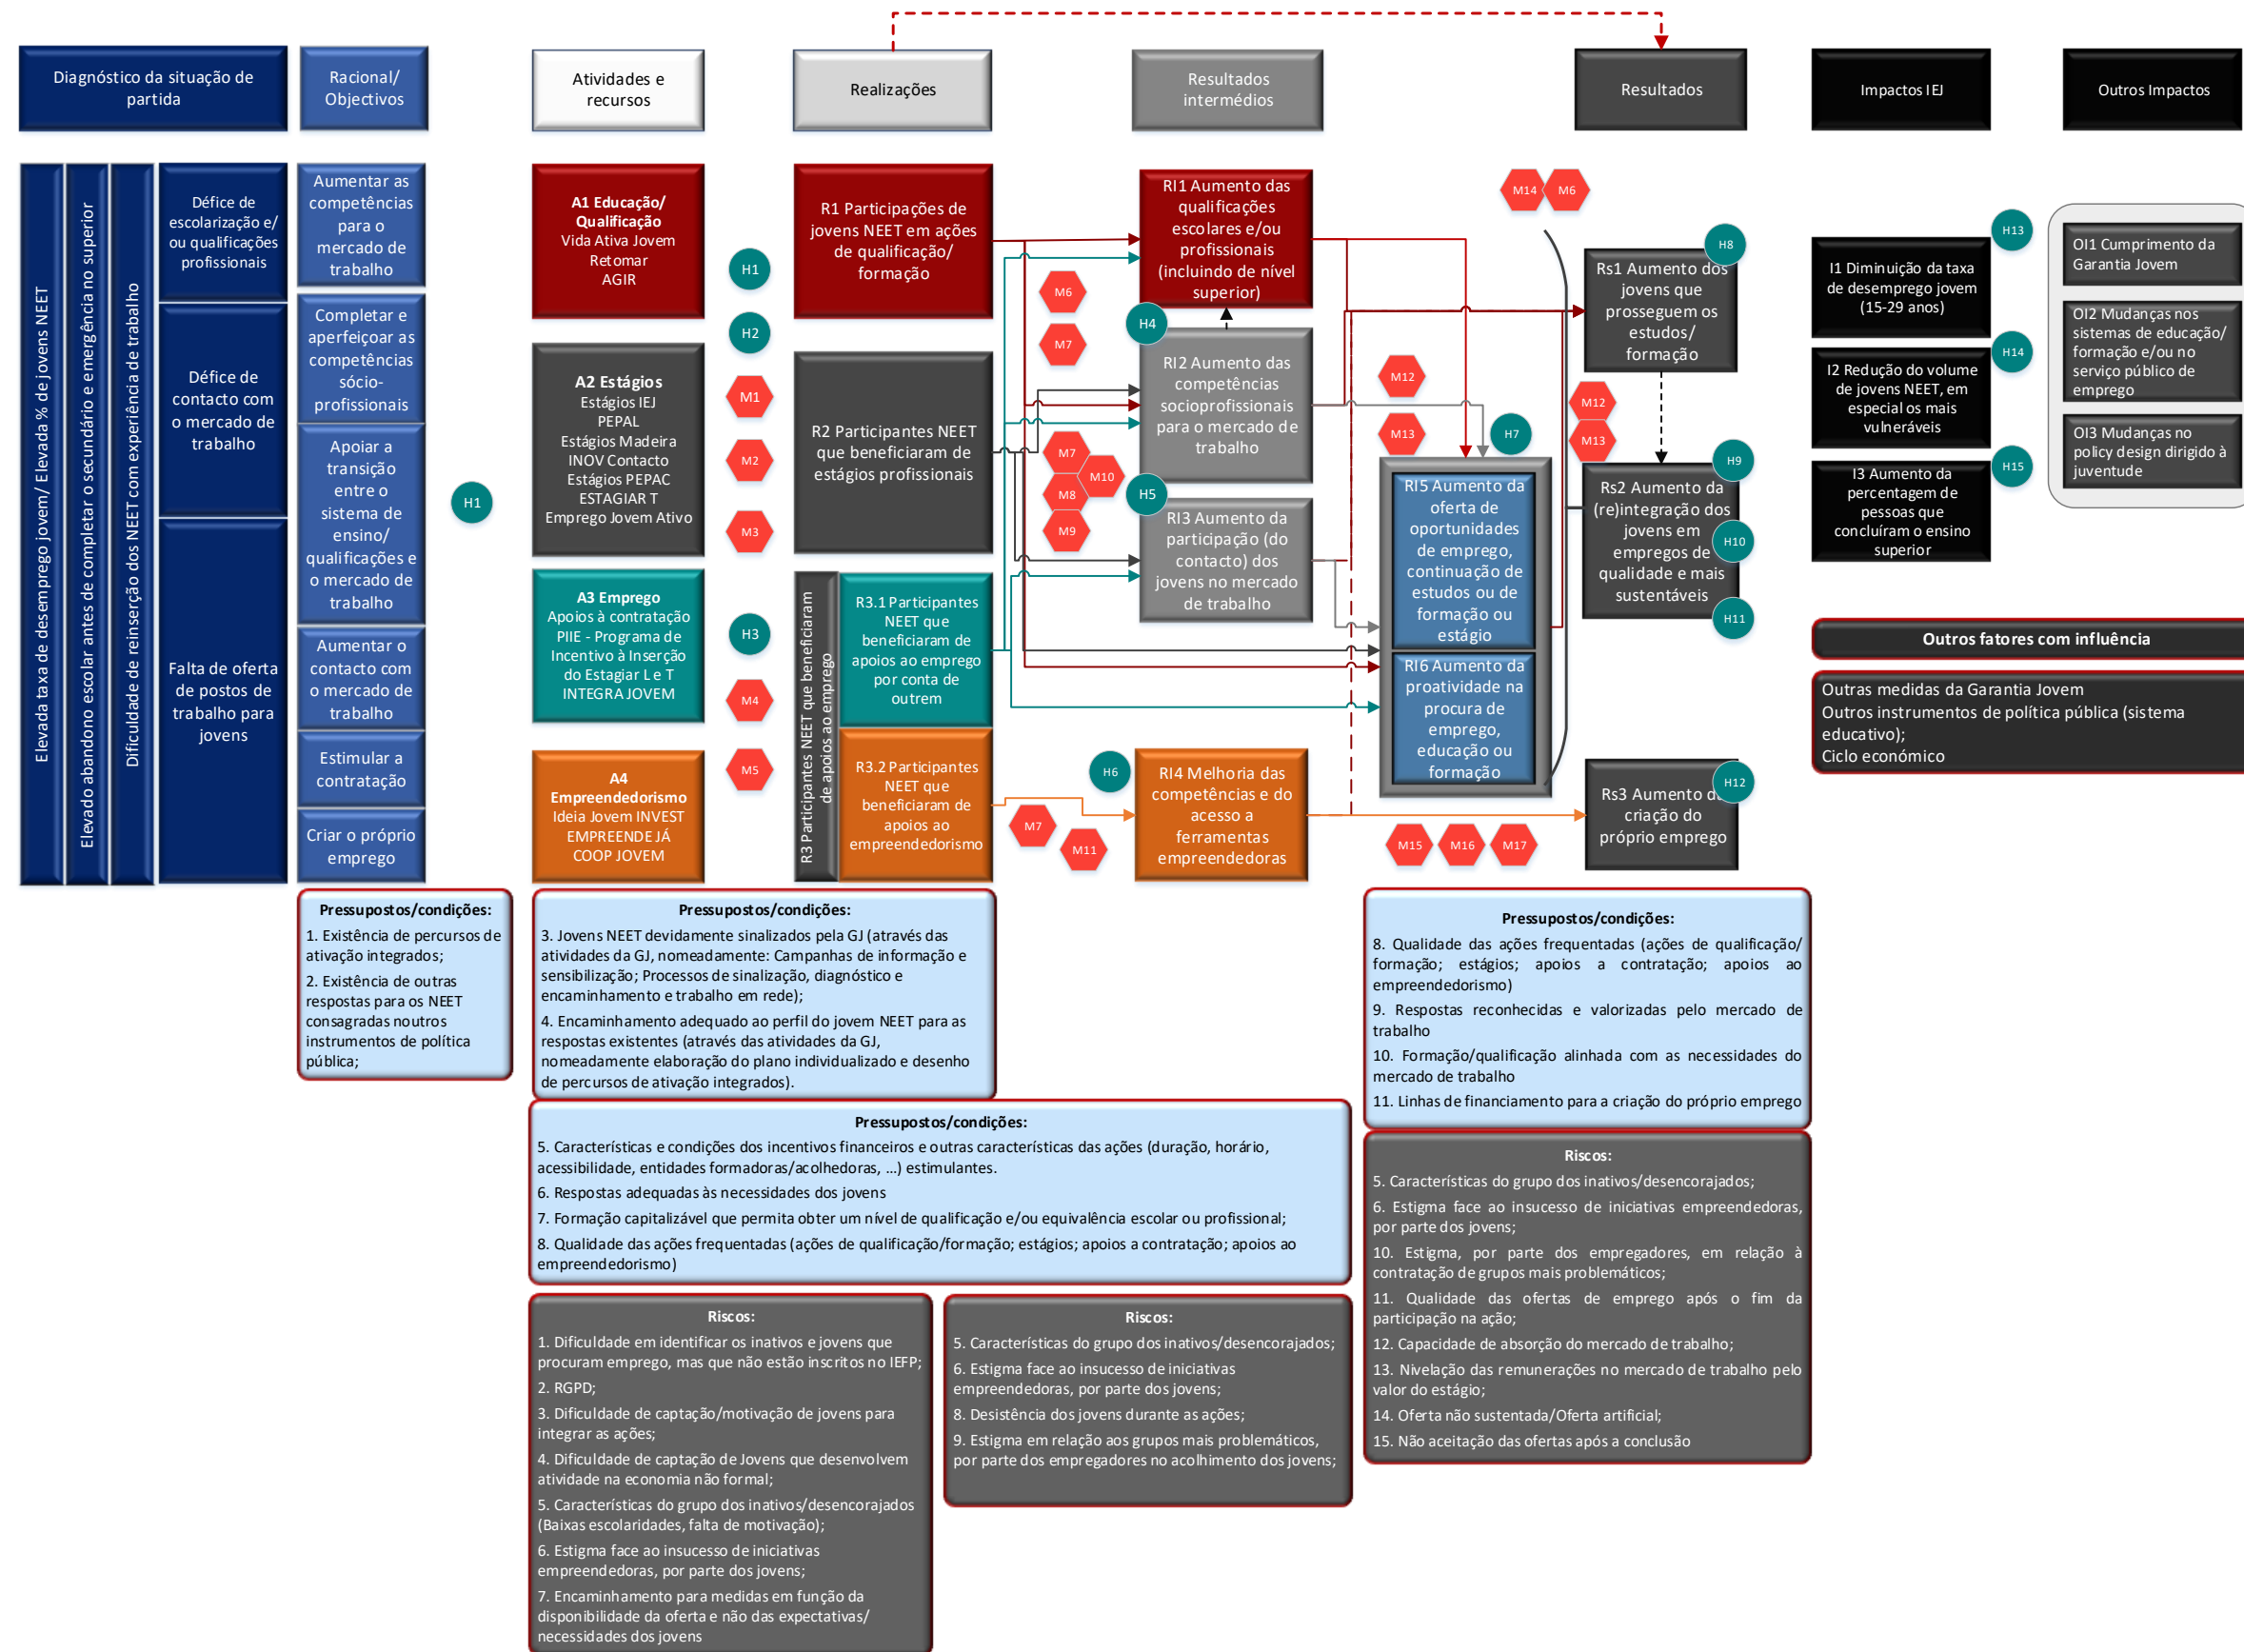 Diagnóstico da situação de
partida
Racional/
Objectivos
Atividades e
recursos
Realizações
Resultados
intermédios
Resultados
Impactos IEJ
Outros Impactos
Elevada taxa de desemprego jovem/ Elevada % de jovens NEET
Elevado abandono escolar antes de completar o secundário e emergência no superior
Dificuldade de reinserção dos NEET com experiência de trabalho
Défice de
escolarização e/
ou qualificações
profissionais
Défice de
contacto com
o mercado de
trabalho
Falta de oferta
de postos de
trabalho para
jovens
Aumentar as
competências
para o
mercado de
trabalho
Completar e
aperfeiçoar as
competências
sócio-
profissionais
Apoiar a
transição
entre o
sistema de
ensino/
qualificações e
o mercado de
trabalho
Aumentar o
contacto com
o mercado de
trabalho
Estimular a
contratação
Criar o próprio
emprego
H1
A1 Educação/
Qualificação
Vida Ativa Jovem
Retomar
AGIR
A2 Estágios
Estágios IEJ
PEPAL
Estágios Madeira
INOV Contacto
Estágios PEPAC
ESTAGIAR T
Emprego Jovem Ativo
A3 Emprego
Apoios à contratação
PIIE - Programa de
Incentivo à Inserção
do Estagiar L e T
INTEGRA JOVEM
A4
Empreendedorismo
Ideia Jovem INVEST
EMPREENDE JÁ
COOP JOVEM
H1
H2
M1
M2
M3
H3
M4
M5
R1 Participações de
jovens NEET em ações
de qualificação/
formação
R2 Participantes NEET
que beneficiaram de
estágios profissionais
R3 Participantes NEET que beneficiaram
de apoios ao emprego
R3.1 Participantes
NEET que
beneficiaram de
apoios ao emprego
por conta de
outrem
R3.2 Participantes
NEET que
beneficiaram de
apoios ao
empreendedorismo
M6
M7
M7
M10
M8
M9
M7
M11
H4
H5
H6
RI1 Aumento das
qualificações
escolares e/ou
profissionais
(incluindo de nível
superior)
RI2 Aumento das
competências
socioprofissionais
para o mercado de
trabalho
RI3 Aumento da
participação (do
contacto) dos
jovens no mercado
de trabalho
RI4 Melhoria das
competências e do
acesso a
ferramentas
empreendedoras
M12
M13
H7
RI5 Aumento da
oferta de
oportunidades
de emprego,
continuação de
estudos ou de
formação ou
estágio
RI6 Aumento da
proatividade na
procura de
emprego,
educação ou
formação
M14
M6
M12
M13
M15
M16
M17
H8
Rs1 Aumento dos
jovens que
prosseguem os
estudos/
formação
H9
Rs2 Aumento da
(re)integração dos
jovens em
empregos de
qualidade e mais
sustentáveis
H10
H11
Rs3 Aumento da
criação do
próprio emprego
H12
H13
I1 Diminuição da taxa
de desemprego jovem
(15-29 anos)
H14
I2 Redução do volume
de jovens NEET, em
especial os mais
vulneráveis
H15
I3 Aumento da
percentagem de
pessoas que
concluíram o ensino
superior
OI1 Cumprimento da
Garantia Jovem
OI2 Mudanças nos
sistemas de educação/
formação e/ou no
serviço público de
emprego
OI3 Mudanças no
policy design dirigido à
juventude
Outros fatores com influência
Outras medidas da Garantia Jovem
Outros instrumentos de política pública (sistema
educativo);
Ciclo económico
Pressupostos/condições:
1. Existência de percursos de
ativação integrados;
2. Existência de outras
respostas para os NEET
consagradas noutros
instrumentos de política
pública;
Pressupostos/condições:
3. Jovens NEET devidamente sinalizados pela GJ (através das
atividades da GJ, nomeadamente: Campanhas de informação e
sensibilização; Processos de sinalização, diagnóstico e
encaminhamento e trabalho em rede);
4. Encaminhamento adequado ao perfil do jovem NEET para as
respostas existentes (através das atividades da GJ,
nomeadamente elaboração do plano individualizado e desenho
de percursos de ativação integrados).
Pressupostos/condições:
5. Características e condições dos incentivos financeiros e outras características das ações (duração, horário,
acessibilidade, entidades formadoras/acolhedoras, ...) estimulantes.
6. Respostas adequadas às necessidades dos jovens
7. Formação capitalizável que permita obter um nível de qualificação e/ou equivalência escolar ou profissional;
8. Qualidade das ações frequentadas (ações de qualificação/formação; estágios; apoios a contratação; apoios ao
empreendedorismo)
Riscos:
1. Dificuldade em identificar os inativos e jovens que
procuram emprego, mas que não estão inscritos no IEFP;
2. RGPD;
3. Dificuldade de captação/motivação de jovens para
integrar as ações;
4. Dificuldade de captação de Jovens que desenvolvem
atividade na economia não formal;
5. Características do grupo dos inativos/desencorajados
(Baixas escolaridades, falta de motivação);
6. Estigma face ao insucesso de iniciativas
empreendedoras, por parte dos jovens;
7. Encaminhamento para medidas em função da
disponibilidade da oferta e não das expectativas/
necessidades dos jovens
Riscos:
5. Características do grupo dos inativos/desencorajados;
6. Estigma face ao insucesso de iniciativas
empreendedoras, por parte dos jovens;
8. Desistência dos jovens durante as ações;
9. Estigma em relação aos grupos mais problemáticos,
por parte dos empregadores no acolhimento dos jovens;
Pressupostos/condições:
8. Qualidade das ações frequentadas (ações de qualificação/
formação; estágios; apoios a contratação; apoios ao
empreendedorismo)
9. Respostas reconhecidas e valorizadas pelo mercado de
trabalho
10. Formação/qualificação alinhada com as necessidades do
mercado de trabalho
11. Linhas de financiamento para a criação do próprio emprego
Riscos:
5. Características do grupo dos inativos/desencorajados;
6. Estigma face ao insucesso de iniciativas empreendedoras,
por parte dos jovens;
10. Estigma, por parte dos empregadores, em relação à
contratação de grupos mais problemáticos;
11. Qualidade das ofertas de emprego após o fim da
participação na ação;
12. Capacidade de absorção do mercado de trabalho;
13. Nivelação das remunerações no mercado de trabalho pelo
valor do estágio;
14. Oferta não sustentada/Oferta artificial;
15. Não aceitação das ofertas após a conclusão